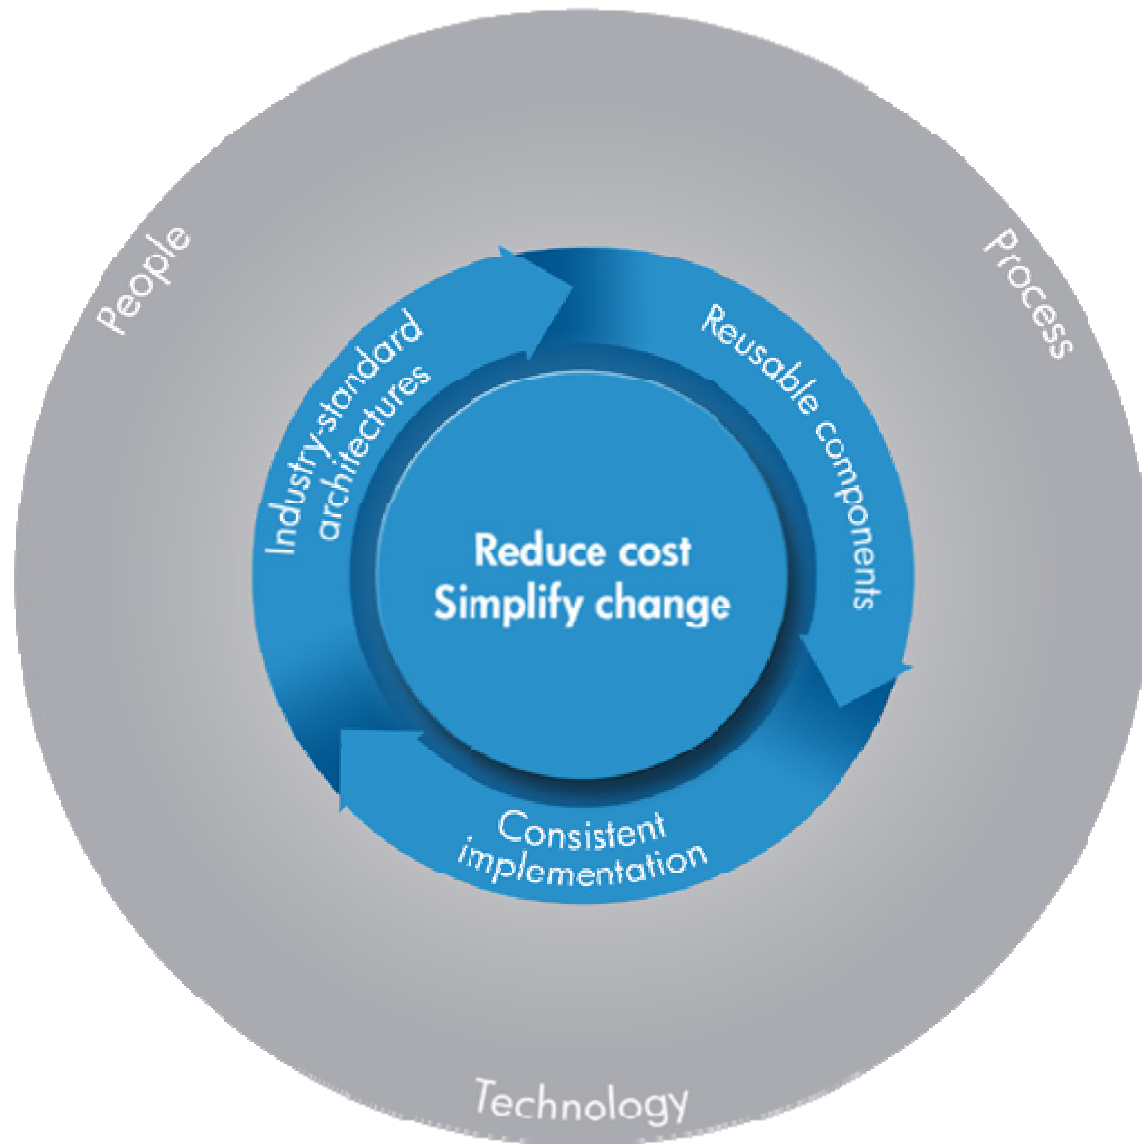 People
Process
Industry-standard
architectures
Reusable components
Reduce cost
Simplify change
Consistent
implementation
Technology